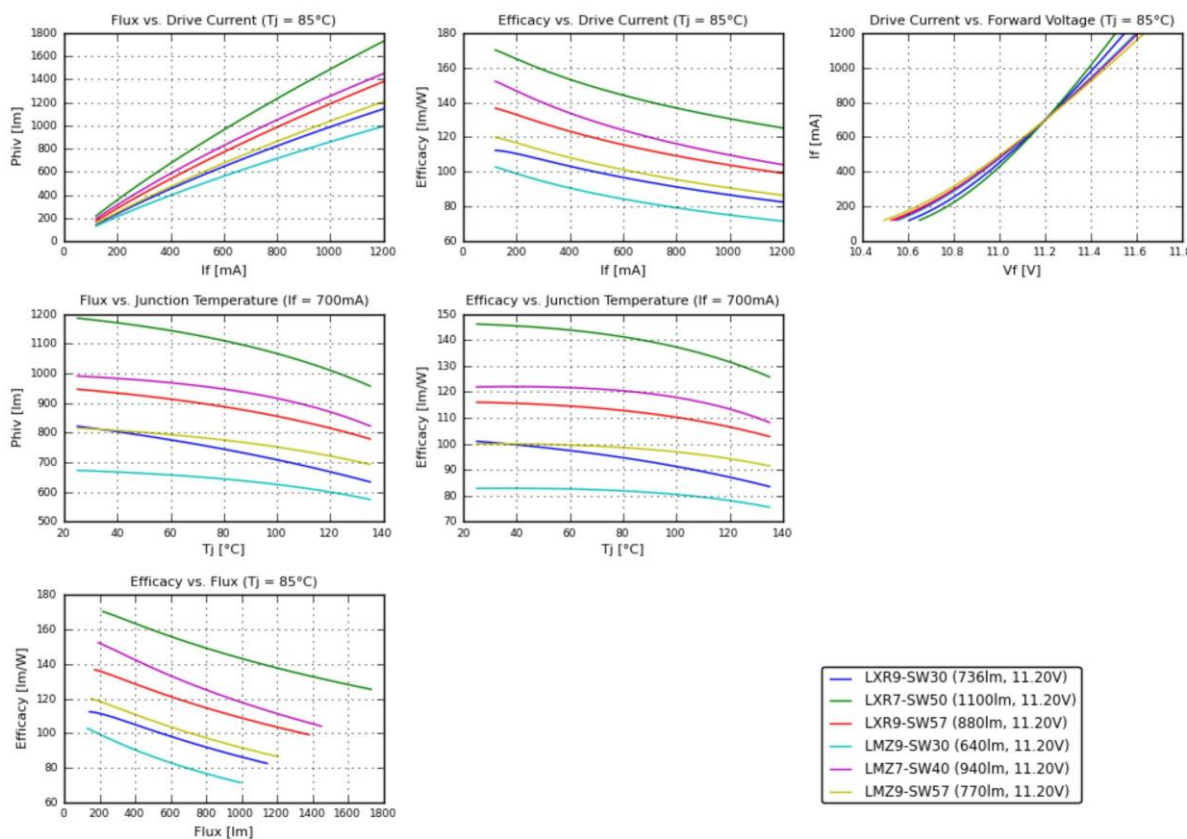 Flux vs. Drive Current (Tj = 85°C)
1800
1600
1400
1200
1000
800
600
400
200
0
0 200 400 600 800 1000 1200
If [mA]
Phiv [lm]
Efficacy vs. Drive Current (Tj = 85°C)
180
160
140
120
100
80
60
0 200 400 600 800 1000 1200
If [mA]
Efficacy [lm/W]
Drive Current vs. Forward Voltage (Tj = 85°C)
1200
1000
800
600
400
200
0
10.4 10.6 10.8 11.0 11.2 11.4 11.6 11.8
Vf [V]
If [mA]
Flux vs. Junction Temperature (If = 700mA)
1200
1100
1000
900
800
700
600
500
20 40 60 80 100 120 140
Tj [°C]
Phiv [lm]
Efficacy vs. Junction Temperature (If = 700mA)
150
140
130
120
110
100
90
80
70
20 40 60 80 100 120 140
Tj [°C]
Efficacy [lm/W]
Efficacy vs. Flux (Tj = 85°C)
180
160
140
120
100
80
60
0 200 400 600 800 1000 1200 1400 1600 1800
Flux [lm]
Efficacy [lm/W]
LXR9-SW30 (736lm, 11.20V)
LXR7-SW50 (1100lm, 11.20V)
LXR9-SW57 (880lm, 11.20V)
LMZ9-SW30 (640lm, 11.20V)
LMZ7-SW40 (940lm, 11.20V)
LMZ9-SW57 (770lm, 11.20V)